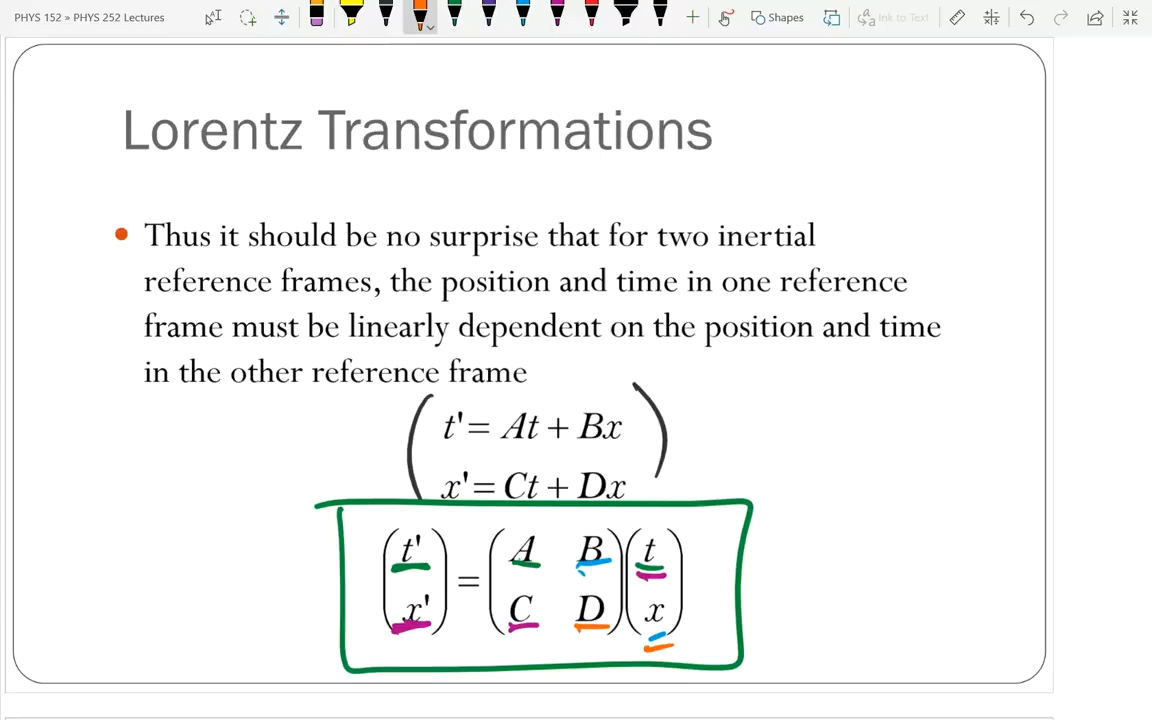 PHYS 152 » PHYS 252 Lectures
Shapes
Ink to Text
Lorentz Transformations
• Thus it should be no surprise that for two inertial
reference frames, the position and time in one reference
frame must be linearly dependent on the position and time
in the other reference frame
t' = At + Bx
x' = Ct + Dx
(t' x') = (A B C D)(t x)